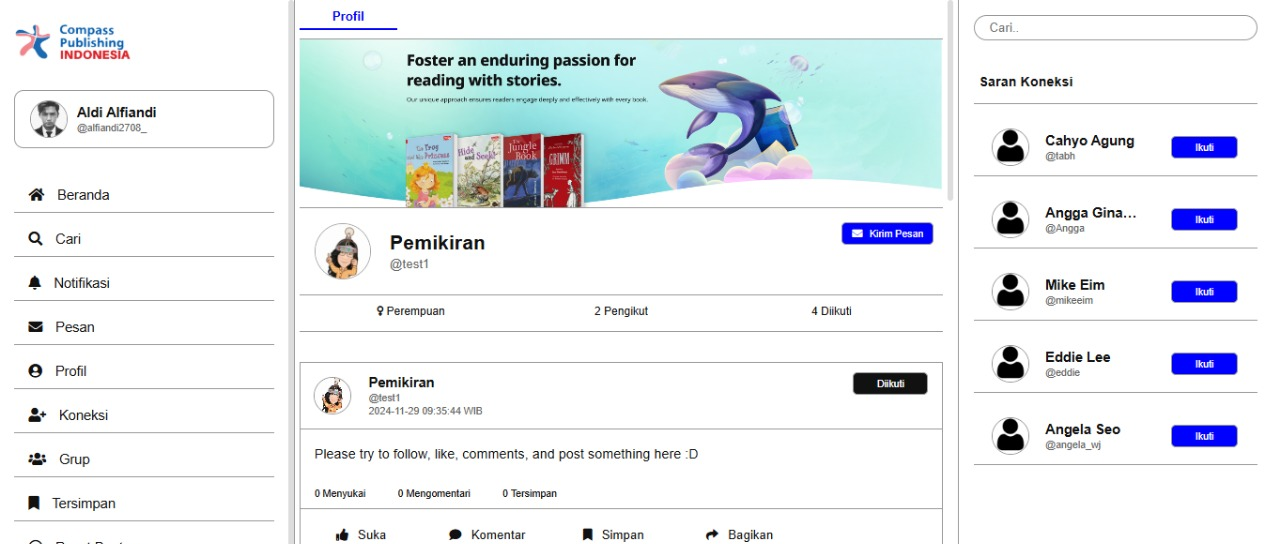 Compass
Publishing
INDONESIA
Aldi Alfiandi
@alfiandi2708_
Beranda
Cari
Notifikasi
Pesan
Profil
Koneksi
Grup
Tersimpan
Profil
Foster an enduring passion for
reading with stories.
Our unique approach ensures readers engage deeply and effectively with every book.
The Frog
and the Princess
Hide
and Seek
The
Jungle
Book
GRIMM
Pemikiran
@test1
Kirim Pesan
Perempuan
2 Pengikut
4 Diikuti
Pemikiran
@test1
2024-11-29 09:35:44 WIB
Diikuti
Please try to follow, like, comments, and post something here :D
0 Menyukai
0 Mengomentari
0 Tersimpan
Suka
Komentar
Simpan
Bagikan
Cari..
Saran Koneksi
Cahyo Agung
@tabh
Ikuti
Angga Gina...
@Angga
Ikuti
Mike Eim
@mikeeim
Ikuti
Eddie Lee
@eddie
Ikuti
Angela Seo
@angela_wj
Ikuti